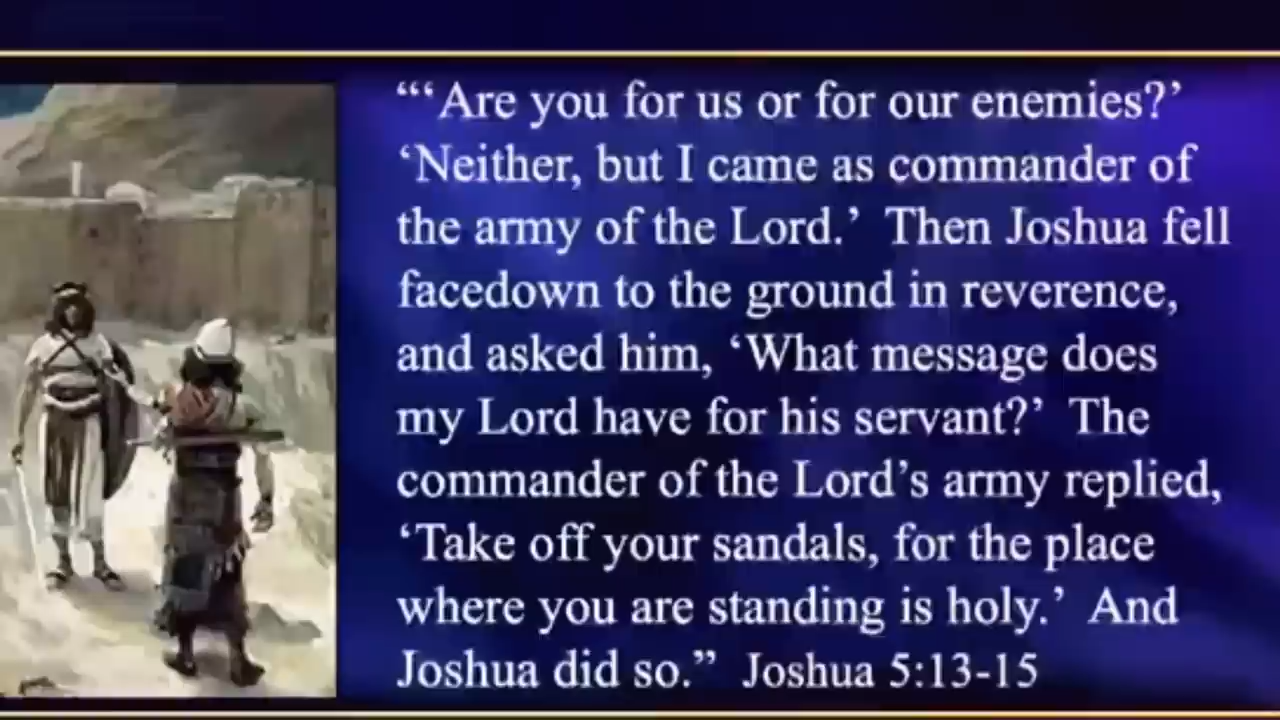 “‘Are you for us or for our enemies?’
‘Neither, but I came as commander of
the army of the Lord.’ Then Joshua fell
facedown to the ground in reverence,
and asked him, ‘What message does
my Lord have for his servant?’ The
commander of the Lord’s army replied,
‘Take off your sandals, for the place
where you are standing is holy.’ And
Joshua did so.” Joshua 5:13-15